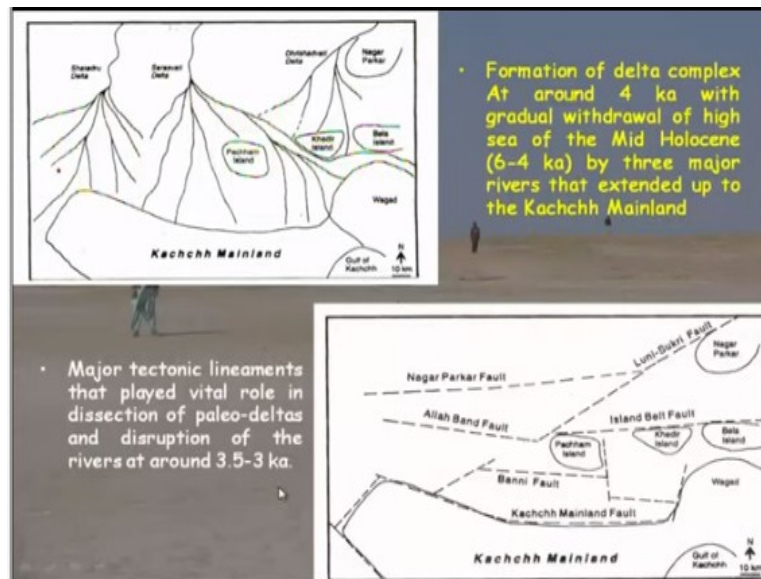 Shatadru
Delta
Saraswati
Delta
Dhrishadvati
Delta
Nagar
Parkar
Pachham
Island
Khadir
Island
Bela
Island
Wagad
Kachchh Mainland
Gulf of
Kachchh
N
10 km
• Formation of delta complex
At around 4 ka with
gradual withdrawal of high
sea of the Mid Holocene
(6-4 ka) by three major
rivers that extended up to
the Kachchh Mainland
• Major tectonic lineaments
that played vital role in
dissection of paleo-deltas
and disruption of the
rivers at around 3.5-3 ka.
Luni-Sukri Fault
Nagar
Parkar
Nagar Parkar Fault
Allah Band Fault
Island Belt Fault
Pachham
Island
Khadir
Island
Bela
Island
Banni Fault
Wagad
Kachchh Mainland Fault
Kachchh Mainland
Gulf of
Kachchh
N
10 km